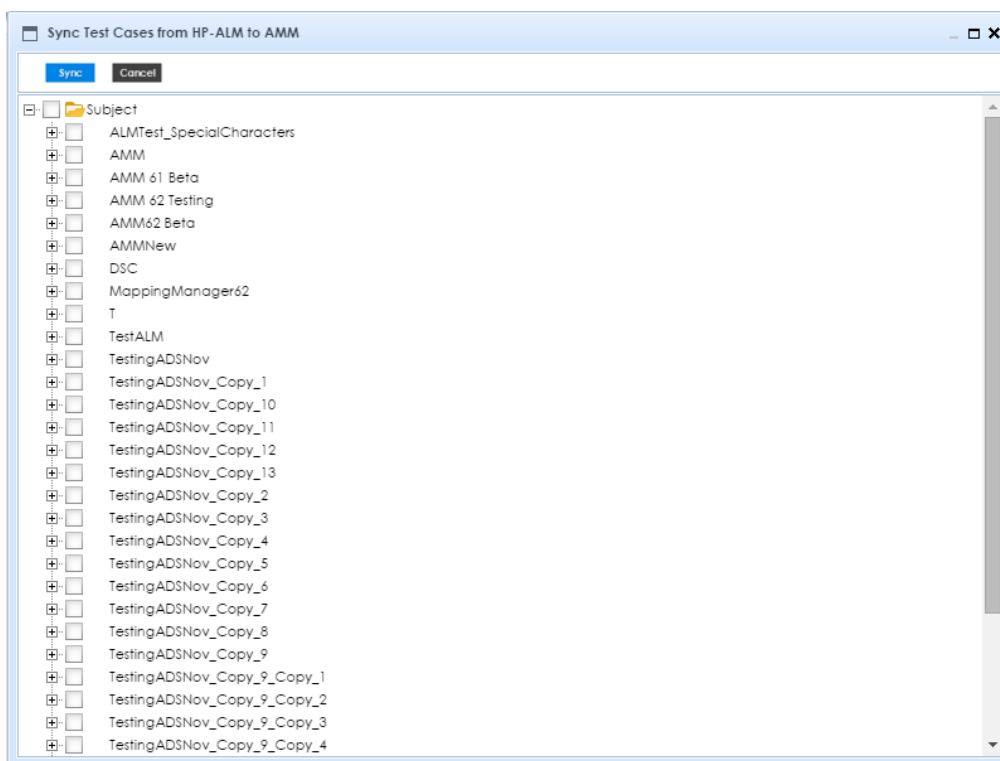 Sync Test Cases from HP-ALM to AMM
Sync Cancel
Subject
ALMTest_SpecialCharacters
AMM
AMM 61 Beta
AMM 62 Testing
AMM62 Beta
AMMNew
DSC
MappingManager62
T
TestALM
TestingADSNov
TestingADSNov_Copy_1
TestingADSNov_Copy_10
TestingADSNov_Copy_11
TestingADSNov_Copy_12
TestingADSNov_Copy_13
TestingADSNov_Copy_2
TestingADSNov_Copy_3
TestingADSNov_Copy_4
TestingADSNov_Copy_5
TestingADSNov_Copy_6
TestingADSNov_Copy_7
TestingADSNov_Copy_8
TestingADSNov_Copy_9
TestingADSNov_Copy_9_Copy_1
TestingADSNov_Copy_9_Copy_2
TestingADSNov_Copy_9_Copy_3
TestingADSNov_Copy_9_Copy_4